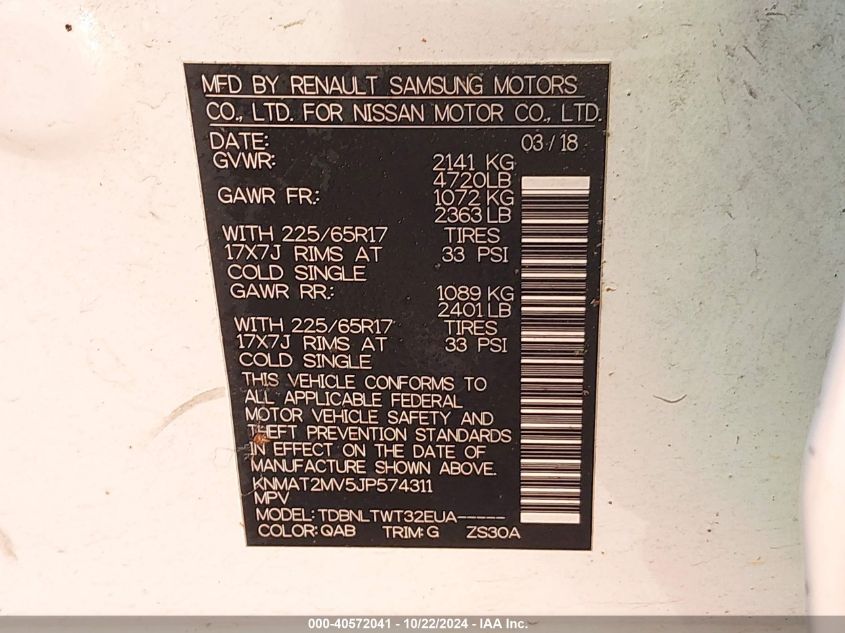 MFD BY RENAULT SAMSUNG MOTORS
CO., LTD. FOR NISSAN MOTOR CO., LTD.
DATE: 03 / 18
GVWR: 2141 KG
4720LB
GAWR FR.: 1072 KG
2363 LB
WITH 225/65R17 TIRES
17X7J RIMS AT 33 PSI
COLD SINGLE
GAWR RR.: 1089 KG
2401 LB
WITH 225/65R17 TIRES
17X7J RIMS AT 33 PSI
COLD SINGLE
THIS VEHICLE CONFORMS TO
ALL APPLICABLE FEDERAL
MOTOR VEHICLE SAFETY AND
THEFT PREVENTION STANDARDS
IN EFFECT ON THE DATE OF
MANUFACTURE SHOWN ABOVE.
KNMAT2MV5JP574311
MPV
MODEL: TDBNLTWT32EUA-----
COLOR: QAB TRIM: G ZS30A
000-40572041 - 10/22/2024 - IAA Inc.